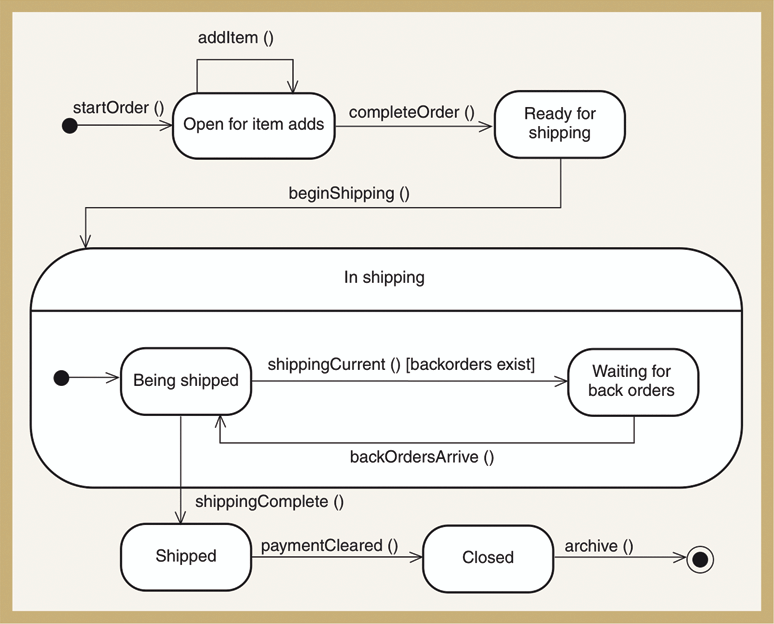 addItem ()
startOrder ()
Open for item adds
completeOrder ()
Ready for
shipping
beginShipping ()
In shipping
Being shipped
shippingCurrent () [backorders exist]
Waiting for
back orders
backOrdersArrive ()
shippingComplete ()
Shipped
paymentCleared ()
Closed
archive ()